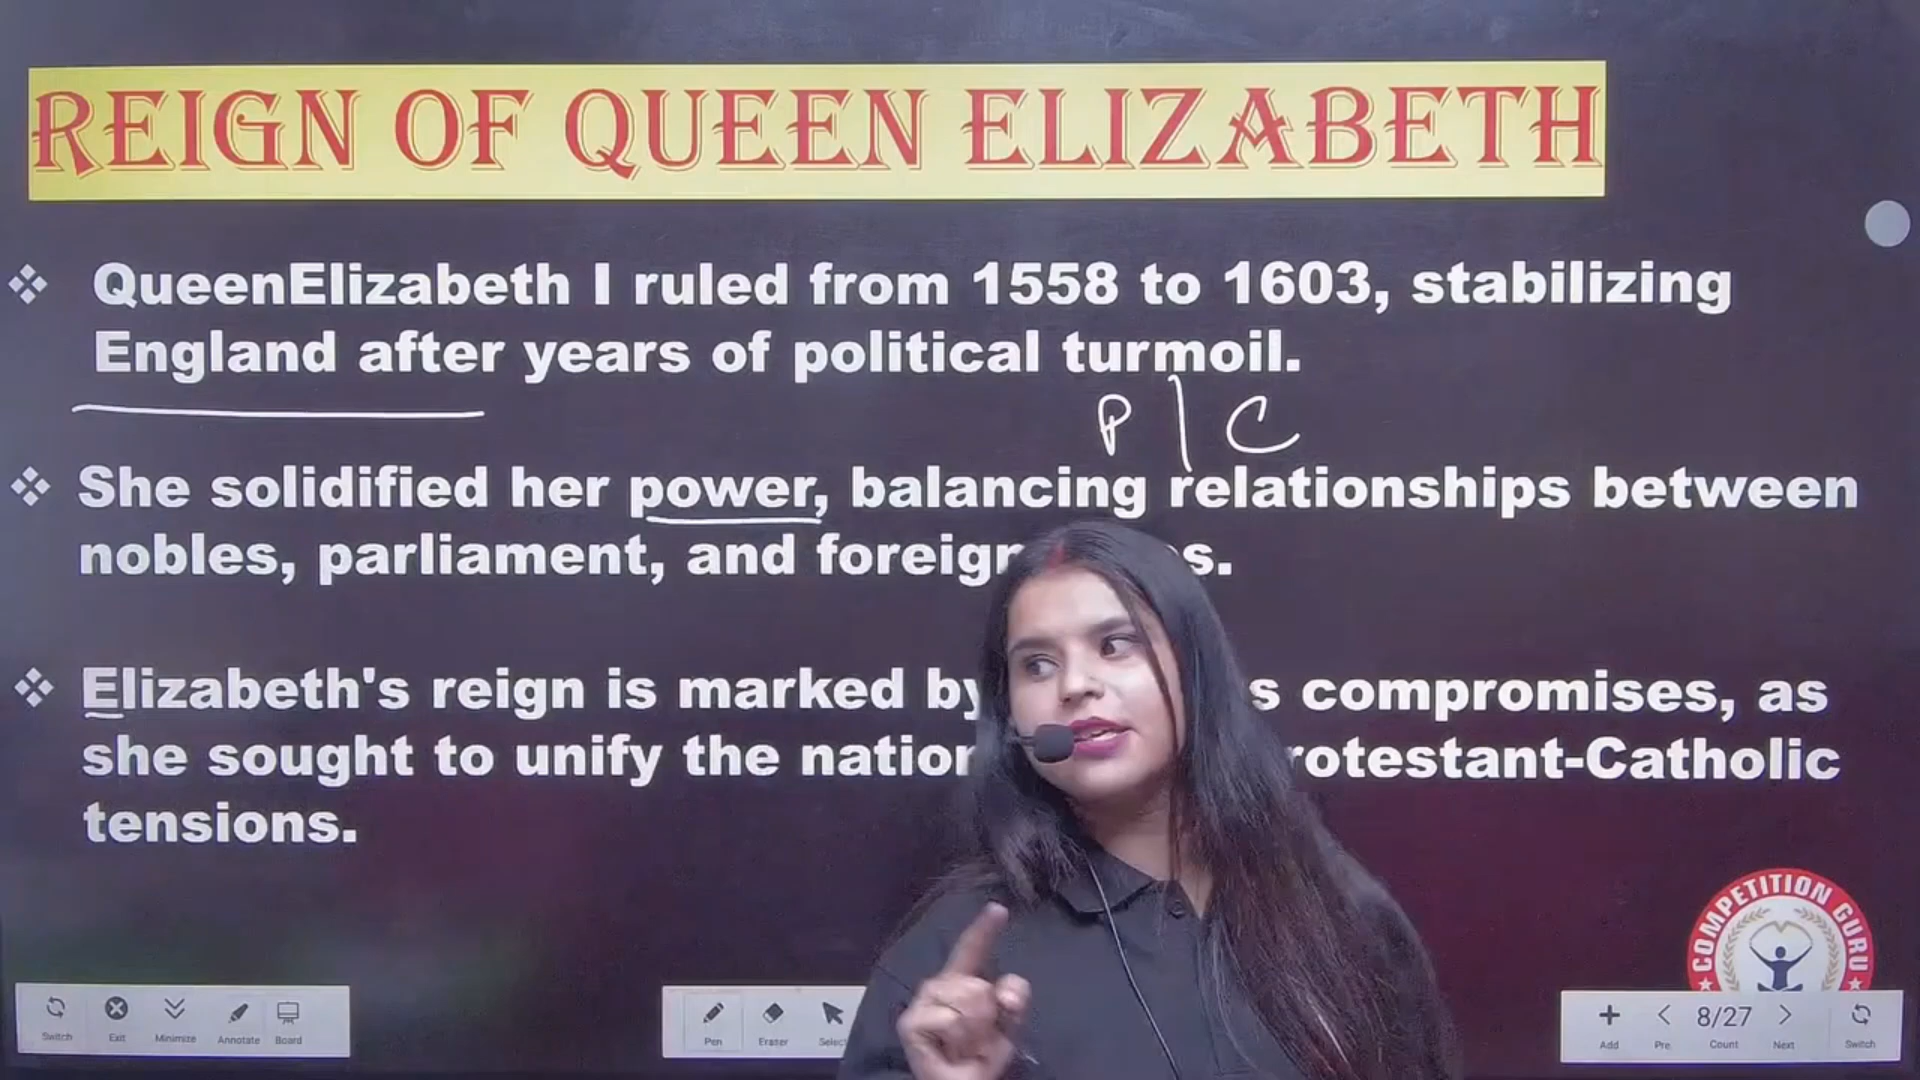 REIGN OF QUEEN ELIZABETH
❖ QueenElizabeth I ruled from 1558 to 1603, stabilizing
England after years of political turmoil.
P | C
❖ She solidified her power, balancing relationships between
nobles, parliament, and foreign
❖ Elizabeth's reign is marked by compromises, as
she sought to unify the nation Protestant-Catholic
tensions.
COMPETITION GURU
Switch Exit Minimize Annotate Board
Pen Eraser Select
8/27
Add Pre Count Next Switch